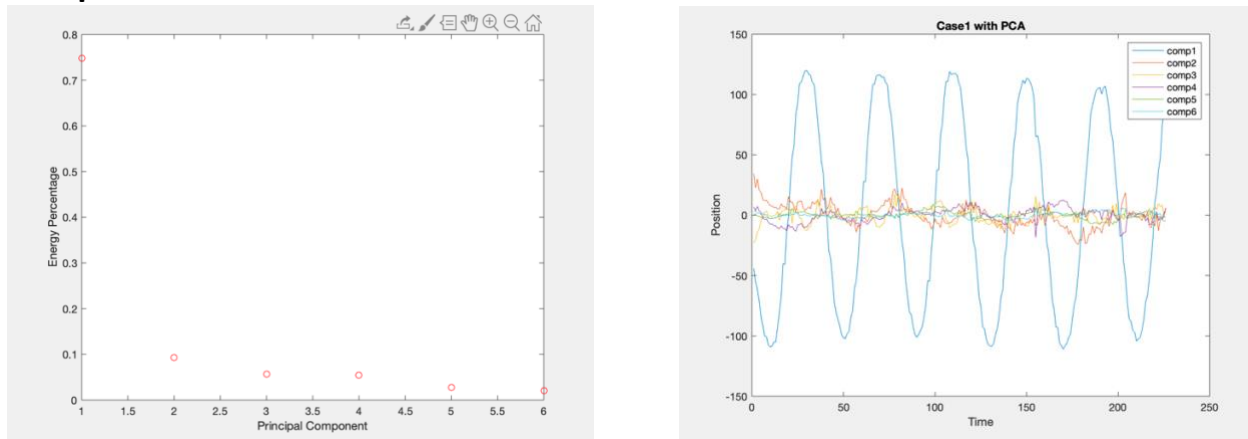 0.8
0.7
0.6
0.5
0.4
0.3
0.2
0.1
0
Energy Percentage
1 1.5 2 2.5 3 3.5 4 4.5 5 5.5 6
Principal Component
Case1 with PCA
150
100
50
0
-50
-100
-150
Position
0 50 100 150 200 250
Time
comp1
comp2
comp3
comp4
comp5
comp6